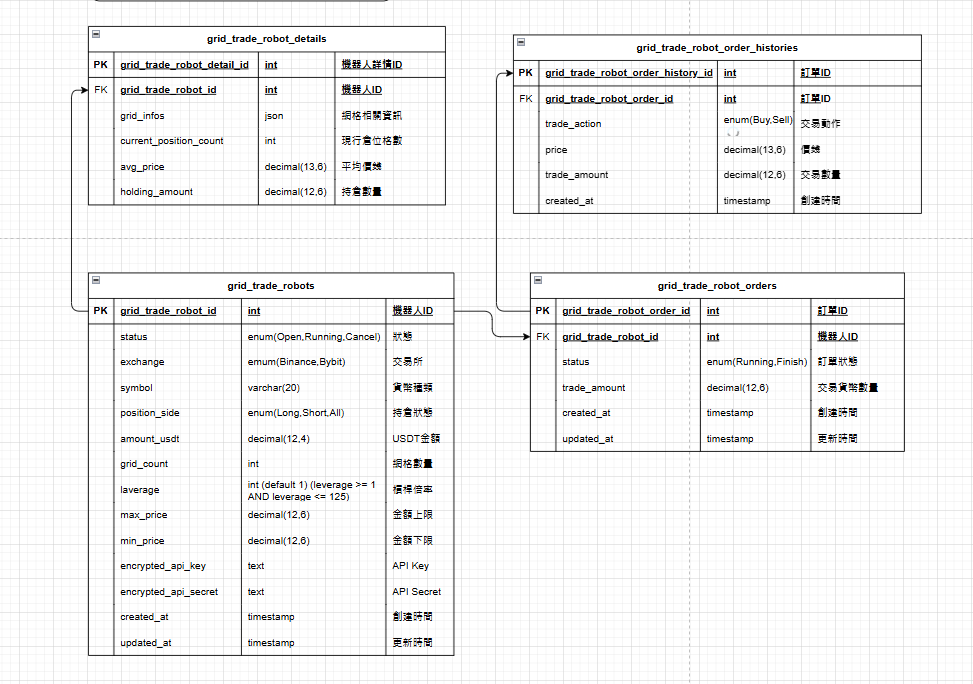 grid_trade_robot_details
PK grid_trade_robot_detail_id int 機器人詳情ID
FK grid_trade_robot_id int 機器人ID
grid_infos json 網格相關資訊
current_position_count int 現行倉位格數
avg_price decimal(13,6) 平均價錢
holding_amount decimal(12,6) 持倉數量
grid_trade_robot_order_histories
PK grid_trade_robot_order_history_id int 訂單ID
FK grid_trade_robot_order_id int 訂單ID
trade_action enum(Buy,Sell) 交易動作
price decimal(13,6) 價錢
trade_amount decimal(12,6) 交易數量
created_at timestamp 創建時間
grid_trade_robots
PK grid_trade_robot_id int 機器人ID
status enum(Open,Running,Cancel) 狀態
exchange emum(Binance,Bybit) 交易所
symbol varchar(20) 貨幣種類
position_side enum(Long,Short,All) 持倉狀態
amount_usdt decimal(12,4) USDT金額
grid_count int 網格數量
laverage int (default 1) (leverage >= 1
AND leverage <= 125) 槓桿倍率
max_price decimal(12,6) 金額上限
min_price decimal(12,6) 金額下限
encrypted_api_key text API Key
encrypted_api_secret text API Secret
created_at timestamp 創建時間
updated_at timestamp 更新時間
grid_trade_robot_orders
PK grid_trade_robot_order_id int 訂單ID
FK grid_trade_robot_id int 機器人ID
status enum(Running,Finish) 訂單狀態
trade_amount decimal(12,6) 交易貨幣數量
created_at timestamp 創建時間
updated_at timestamp 更新時間